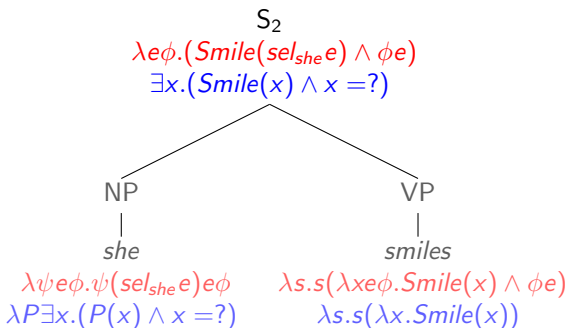 S₂
λeϕ.(Smile(sel_she e) ∧ ϕe)
∃x.(Smile(x) ∧ x =?)
NP VP
she smiles
λψeϕ.ψ(sel_she e)eϕ λs.s(λxeϕ.Smile(x) ∧ ϕe)
λP∃x.(P(x) ∧ x =?) λs.s(λx.Smile(x))